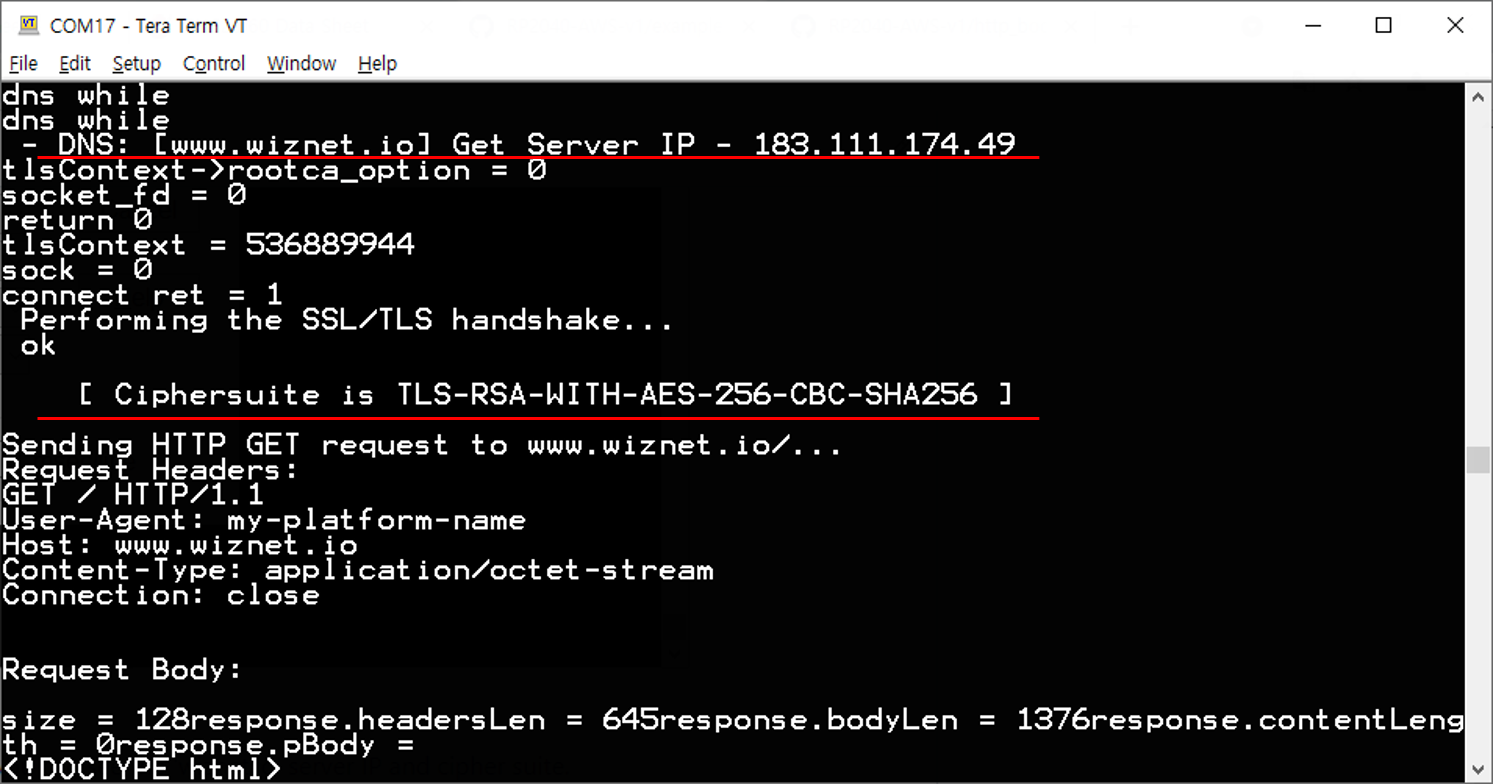 COM17 - Tera Term VT
File Edit Setup Control Window Help
dns while
dns while
- DNS: [www.wiznet.io] Get Server IP - 183.111.174.49
tlsContext->rootca_option = 0
socket_fd = 0
return 0
tlsContext = 536889944
sock = 0
connect ret = 1
Performing the SSL/TLS handshake...
ok
[ Ciphersuite is TLS-RSA-WITH-AES-256-CBC-SHA256 ]
Sending HTTP GET request to www.wiznet.io/...
Request Headers:
GET / HTTP/1.1
User-Agent: my-platform-name
Host: www.wiznet.io
Content-Type: application/octet-stream
Connection: close
Request Body:
size = 128response.headersLen = 645response.bodyLen = 1376response.contentLeng
th = 0response.pBody =
<!DOCTYPE html>